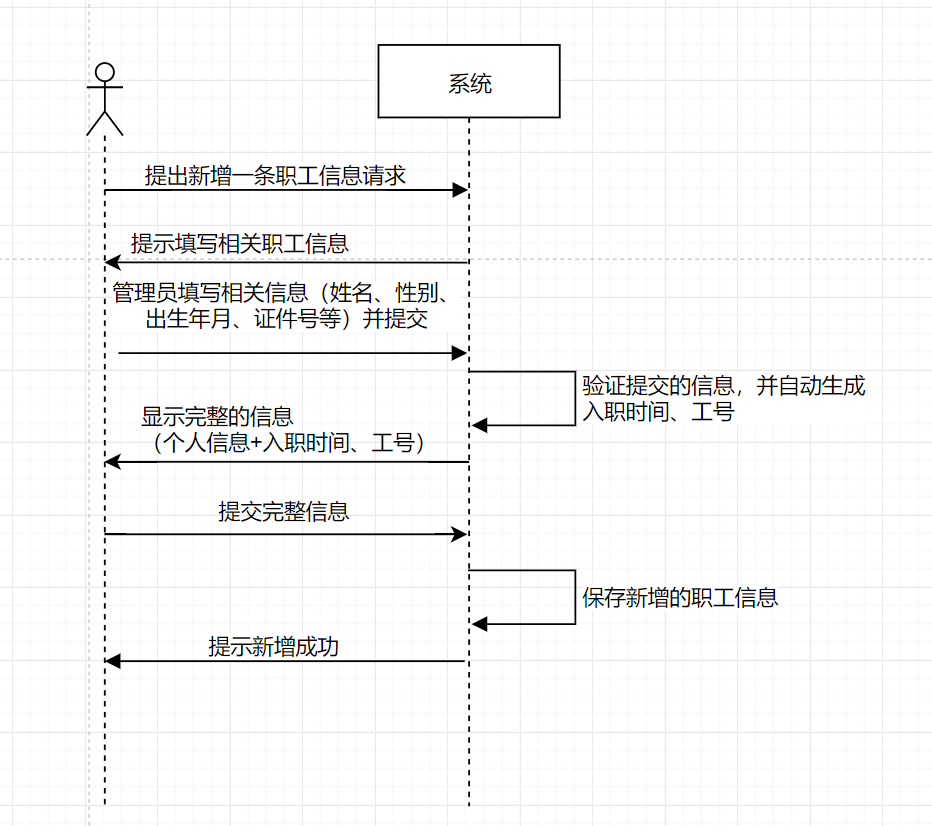 系统
提出新增一条职工信息请求
提示填写相关职工信息
管理员填写相关信息（姓名、性别、
出生年月、证件号等）并提交
验证提交的信息，并自动生成
入职时间、工号
显示完整的信息
（个人信息+入职时间、工号）
提交完整信息
保存新增的职工信息
提示新增成功